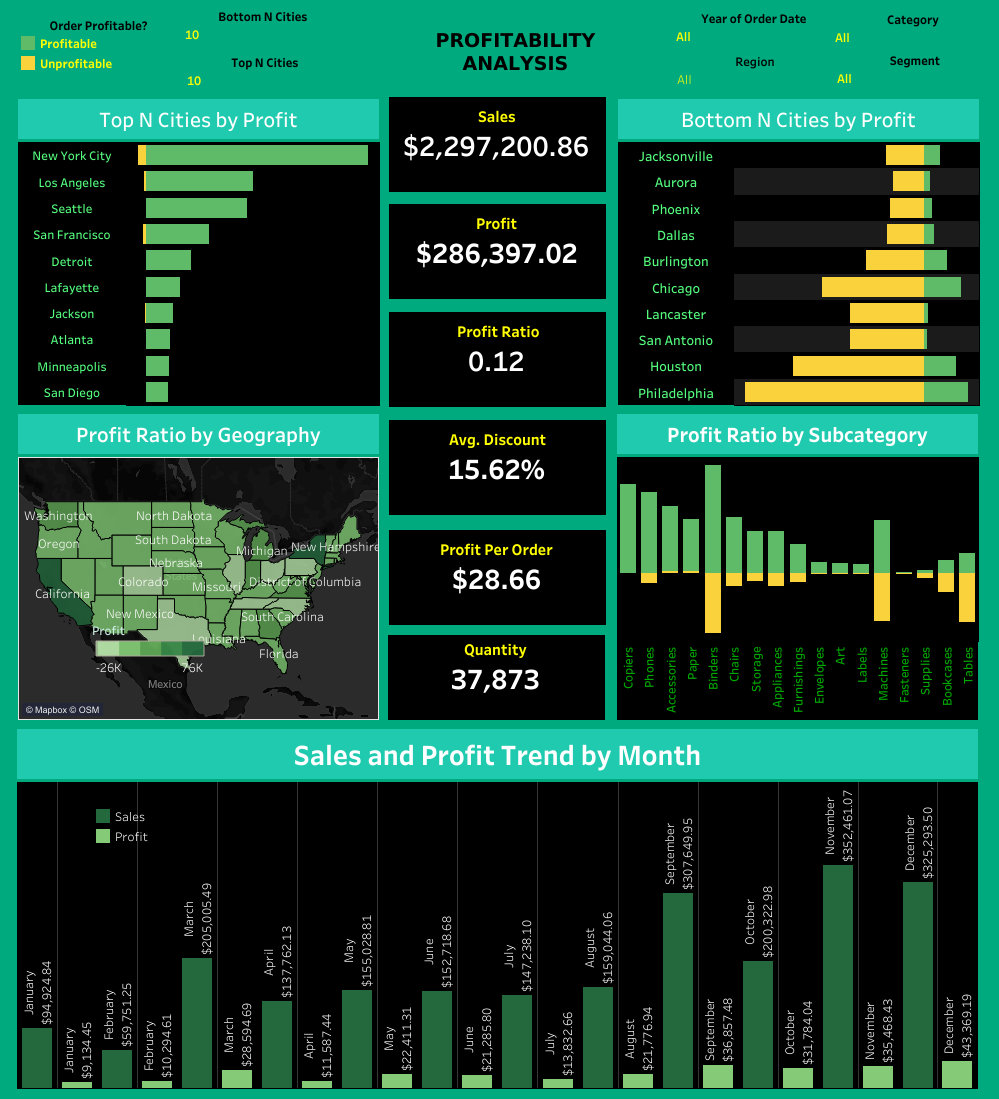 Order Profitable?
Profitable
Unprofitable
Bottom N Cities
10
Top N Cities
10
PROFITABILITY
ANALYSIS
Year of Order Date
All
Category
All
Region
All
Segment
All
Top N Cities by Profit
New York City
Los Angeles
Seattle
San Francisco
Detroit
Lafayette
Jackson
Atlanta
Minneapolis
San Diego
Sales
$2,297,200.86
Profit
$286,397.02
Profit Ratio
0.12
Avg. Discount
15.62%
Profit Per Order
$28.66
Quantity
37,873
Bottom N Cities by Profit
Jacksonville
Aurora
Phoenix
Dallas
Burlington
Chicago
Lancaster
San Antonio
Houston
Philadelphia
Profit Ratio by Geography
Washington
North Dakota
Oregon
South Dakota
Michigan
New Hampshire
Nebraska
Colorado
Missouri
District of Columbia
California
New Mexico
South Carolina
Profit
Louisiana
Florida
-26K
76K
Mexico
© Mapbox © OSM
Profit Ratio by Subcategory
Copiers
Phones
Accessories
Paper
Binders
Chairs
Storage
Appliances
Furnishings
Envelopes
Art
Labels
Machines
Fasteners
Supplies
Bookcases
Tables
Sales and Profit Trend by Month
Sales
Profit
January
$94,924.84
January
$9,134.45
February
$59,751.25
February
$10,294.61
March
$205,005.49
March
$28,594.69
April
$137,762.13
April
$11,587.44
May
$155,028.81
May
$22,411.31
June
$152,718.68
June
$21,285.80
July
$147,238.10
July
$13,832.66
August
$159,044.06
August
$21,776.94
September
$307,649.95
September
$36,857.48
October
$200,322.98
October
$31,784.04
November
$352,461.07
November
$35,468.43
December
$325,293.50
December
$43,369.19